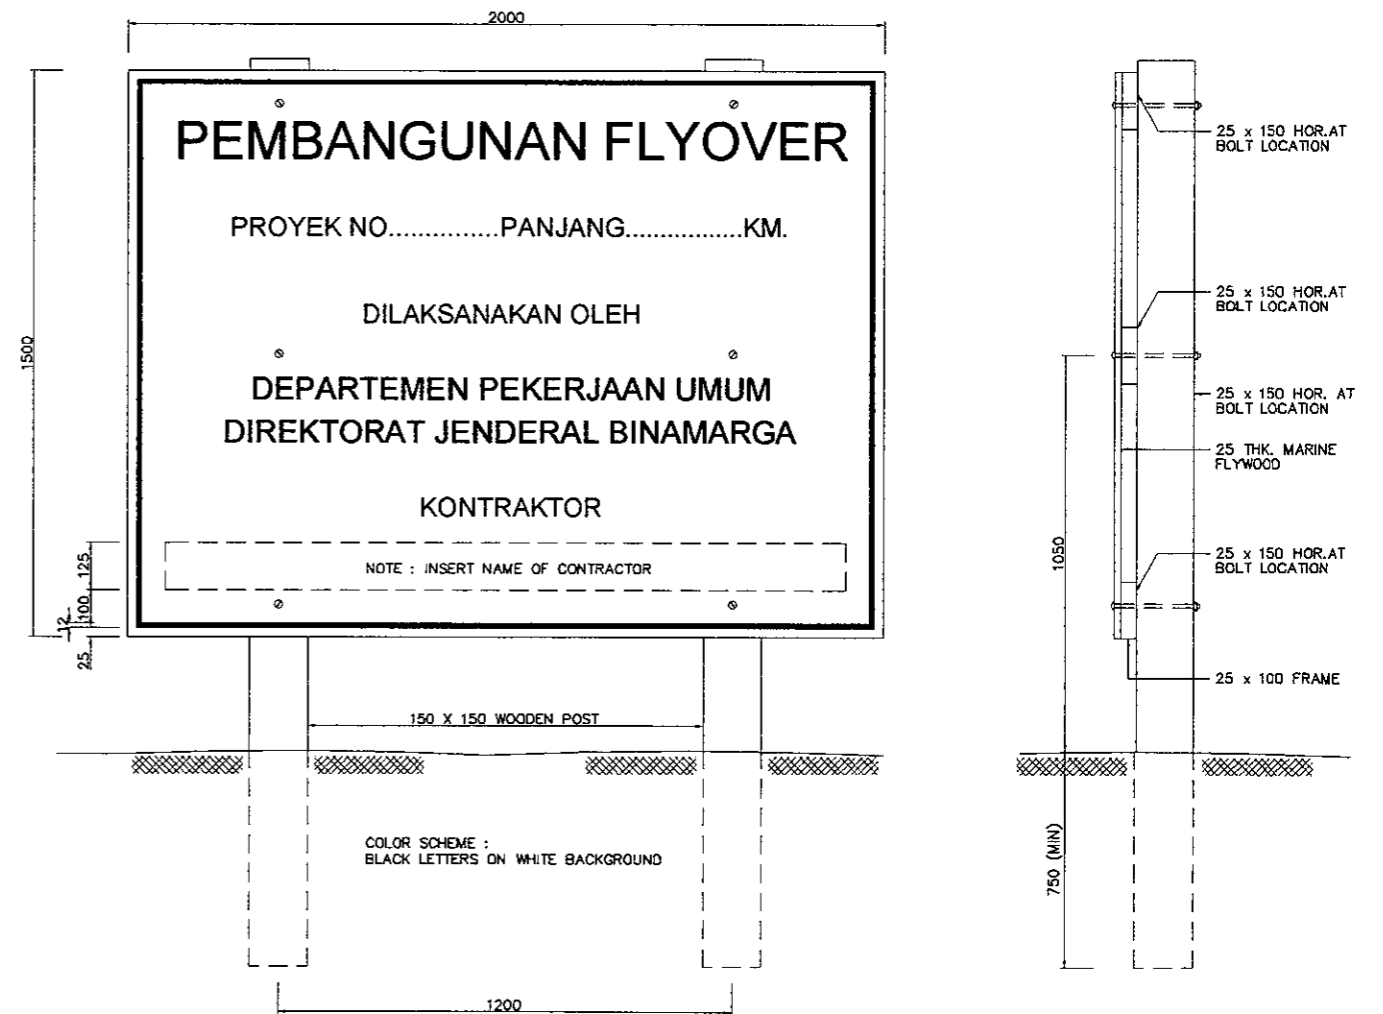 2000
PEMBANGUNAN FLYOVER
PROYEK NO...............PANJANG................KM.
DILAKSANAKAN OLEH
DEPARTEMEN PEKERJAAN UMUM
DIREKTORAT JENDERAL BINAMARGA
KONTRAKTOR
NOTE : INSERT NAME OF CONTRACTOR
1500
125
100
12
25
150 X 150 WOODEN POST
COLOR SCHEME :
BLACK LETTERS ON WHITE BACKGROUND
1200
25 x 150 HOR.AT
BOLT LOCATION
25 x 150 HOR.AT
BOLT LOCATION
25 x 150 HOR. AT
BOLT LOCATION
25 THK. MARINE
FLYWOOD
25 x 150 HOR.AT
BOLT LOCATION
25 x 100 FRAME
1050
750 (MIN)